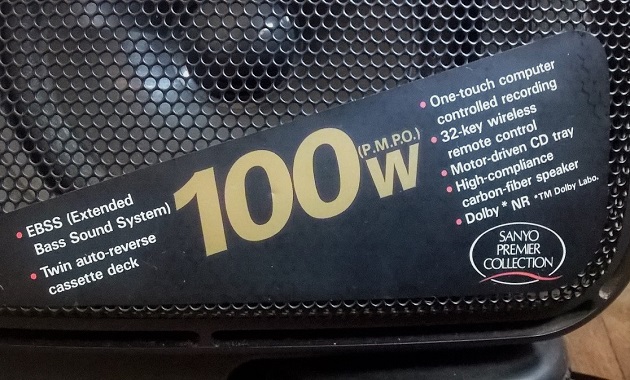 • EBSS (Extended
Bass Sound System)
• Twin auto-reverse
cassette deck
100
(P.M.P.O.)
W
• One-touch computer
controlled recording
• 32-key wireless
remote control
• Motor-driven CD tray
• High-compliance
carbon-fiber speaker
• Dolby* NR *TM Dolby Labo.
SANYO
PREMIER
COLLECTION